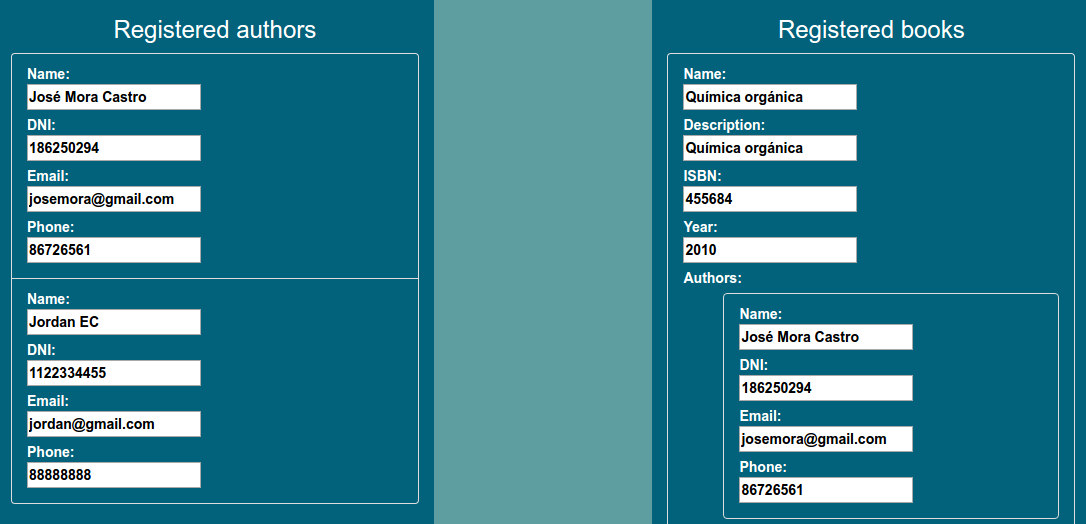 Registered authors
Name:
José Mora Castro
DNI:
186250294
Email:
josemora@gmail.com
Phone:
86726561
Name:
Jordan EC
DNI:
1122334455
Email:
jordan@gmail.com
Phone:
88888888
Registered books
Name:
Química orgánica
Description:
Química orgánica
ISBN:
455684
Year:
2010
Authors:
Name:
José Mora Castro
DNI:
186250294
Email:
josemora@gmail.com
Phone:
86726561